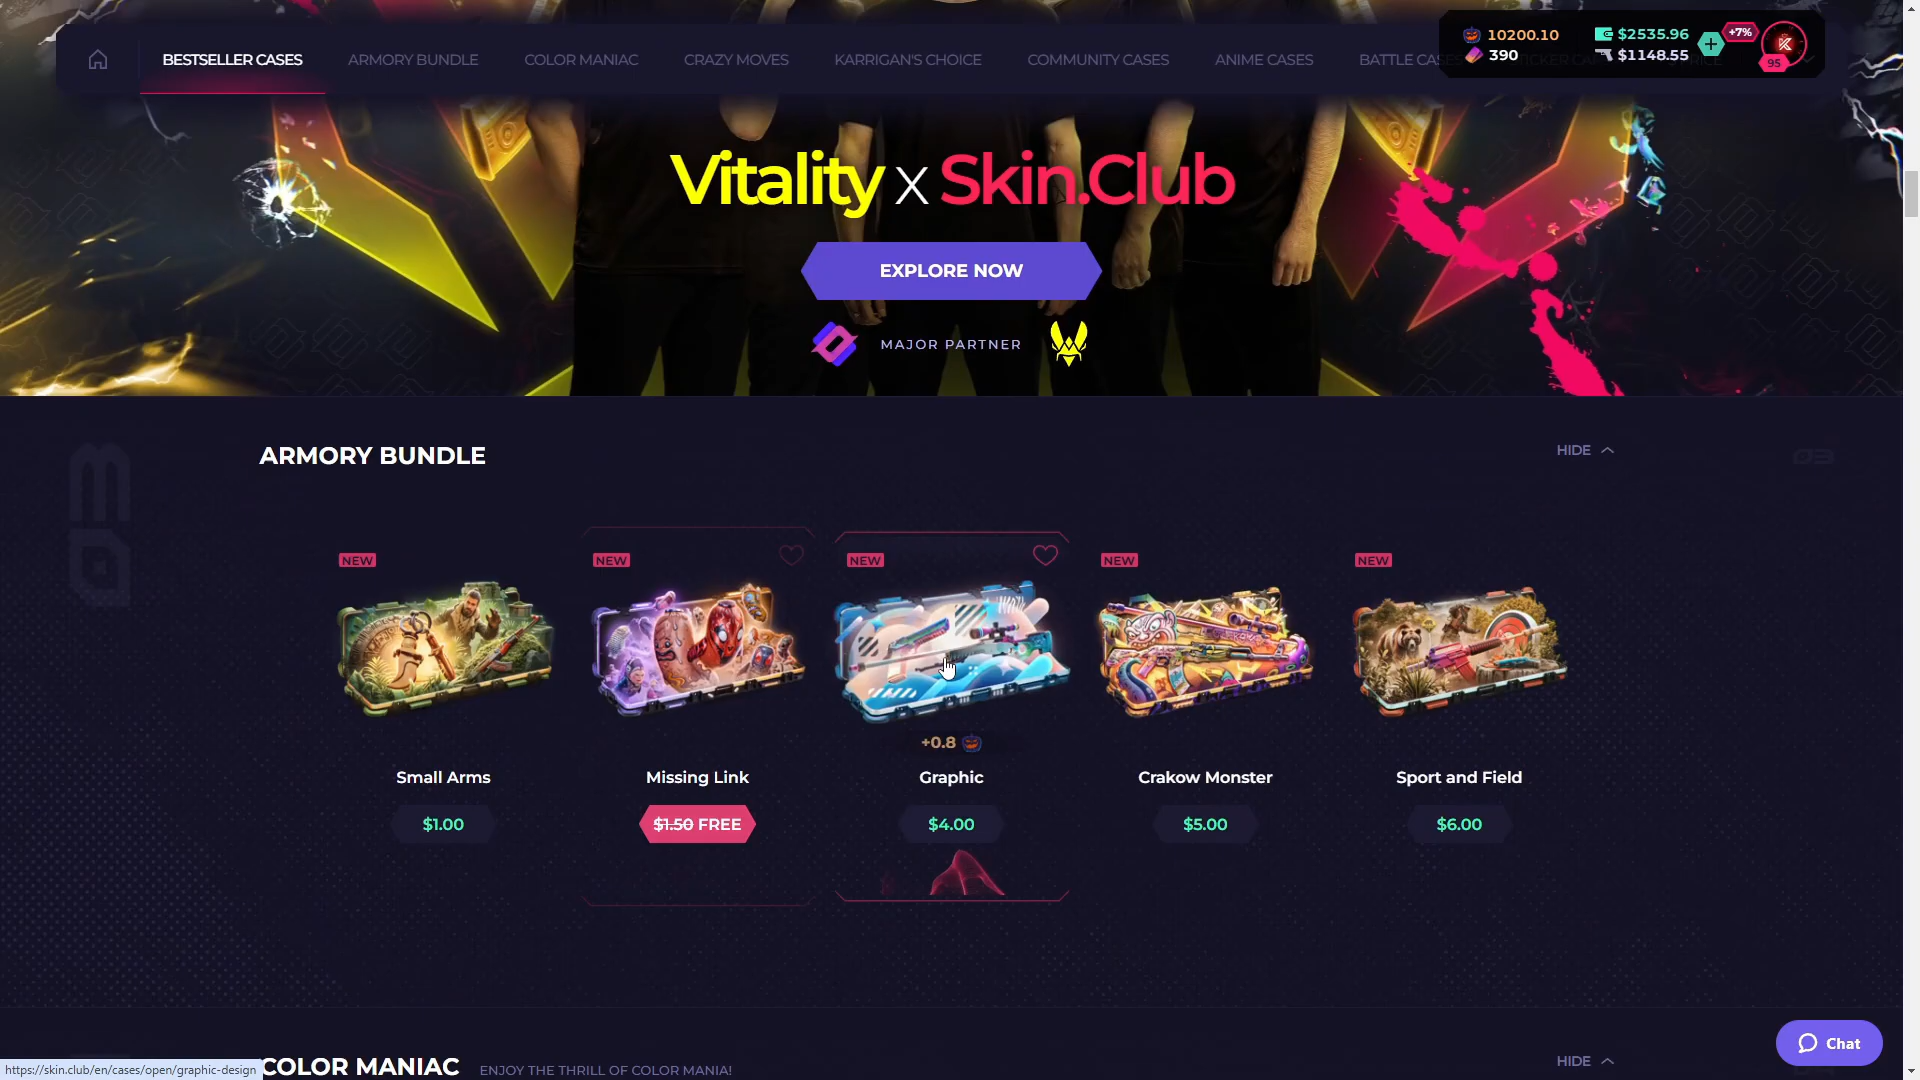 BESTSELLER CASES
ARMORY BUNDLE
COLOR MANIAC
CRAZY MOVES
KARRIGAN'S CHOICE
COMMUNITY CASES
ANIME CASES
BATTLE CASES
10200.10
$2535.96
+7%
390
$1148.55
95
Vitality x Skin.Club
EXPLORE NOW
MAJOR PARTNER
ARMORY BUNDLE
HIDE
NEW
NEW
NEW
NEW
NEW
+0.8
Small Arms
Missing Link
Graphic
Crakow Monster
Sport and Field
$1.00
$1.50 FREE
$4.00
$5.00
$6.00
COLOR MANIAC
ENJOY THE THRILL OF COLOR MANIA!
HIDE
Chat
https://skin.club/en/cases/open/graphic-design